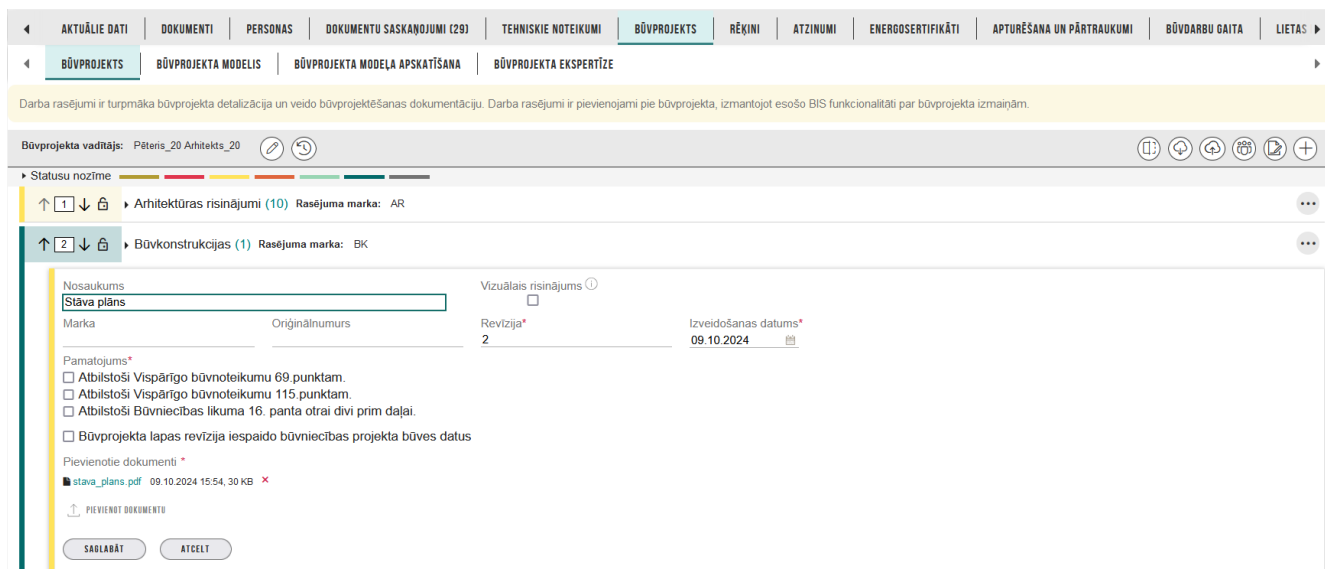 AKTUĀLIE DATI DOKUMENTI PERSONAS DOKUMENTU SASKAŅOJUMI (29) TEHNISKIE NOTEIKUMI BŪVPROJEKTS RĒĶINI ATZINUMI ENERGOSERTIFIKĀTI APTURĒŠANA UN PĀRTRAUKUMI BŪVDARBU GAITA LIETAS
BŪVPROJEKTS BŪVPROJEKTA MODELIS BŪVPROJEKTA MODEĻA APSKATĪŠANA BŪVPROJEKTA EKSPERTĪZE
Darba rasējumi ir turpmāka būvprojekta detalizācija un veido būvprojektēšanas dokumentāciju. Darba rasējumi ir pievienojami pie būvprojekta, izmantojot esošo BIS funkcionalitāti par būvprojekta izmaiņām.
Būvprojekta vadītājs: Pēteris_20 Arhitekts_20
Statusu nozīme
1 Arhitektūras risinājumi (10) Rasējuma marka: AR
2 Būvkonstrukcijas (1) Rasējuma marka: BK
Nosaukums Vizuālais risinājums
Stāva plāns
Marka Oriģinālnumurs Revīzija* Izveidošanas datums*
2 09.10.2024
Pamatojums*
Atbilstoši Vispārīgo būvnoteikumu 69.punktam.
Atbilstoši Vispārīgo būvnoteikumu 115.punktam.
Atbilstoši Būvniecības likuma 16. panta otrai divi prim daļai.
Būvprojekta lapas revīzija iespaido būvniecības projekta būves datus
Pievienotie dokumenti *
stava_plans.pdf 09.10.2024 15:54, 30 KB
PIEVIENOT DOKUMENTU
SAGLABĀT ATCELT